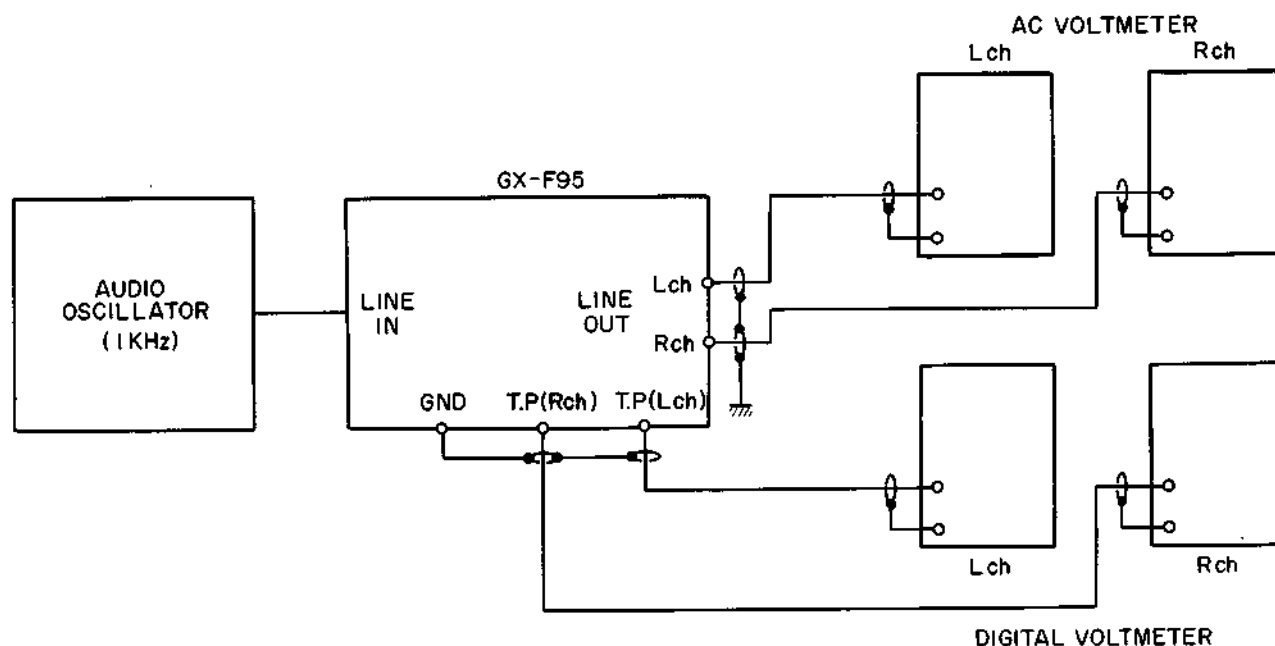 AC VOLTMETER
Lch
Rch
GX-F95
AUDIO
OSCILLATOR
(1KHz)
LINE
IN
LINE
OUT
Lch
Rch
GND
T.P(Rch)
T.P(Lch)
Lch
Rch
DIGITAL VOLTMETER